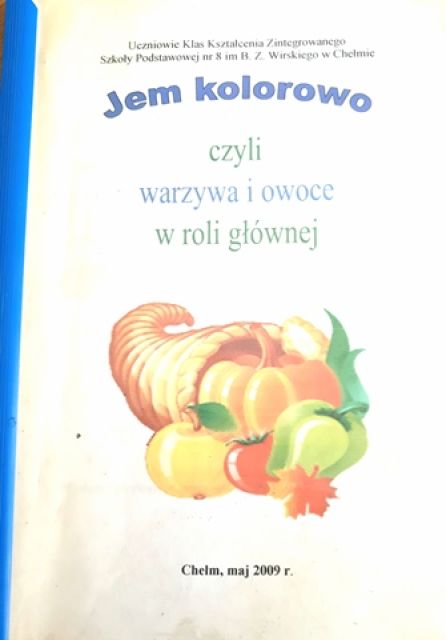 Uczniowie Klas Kształcenia Zintegrowanego
Szkoły Podstawowej nr 8 im B. Z. Wirskiego w Chełmie
Jem kolorowo
czyli
warzywa i owoce
w roli głównej
Chełm, maj 2009 r.